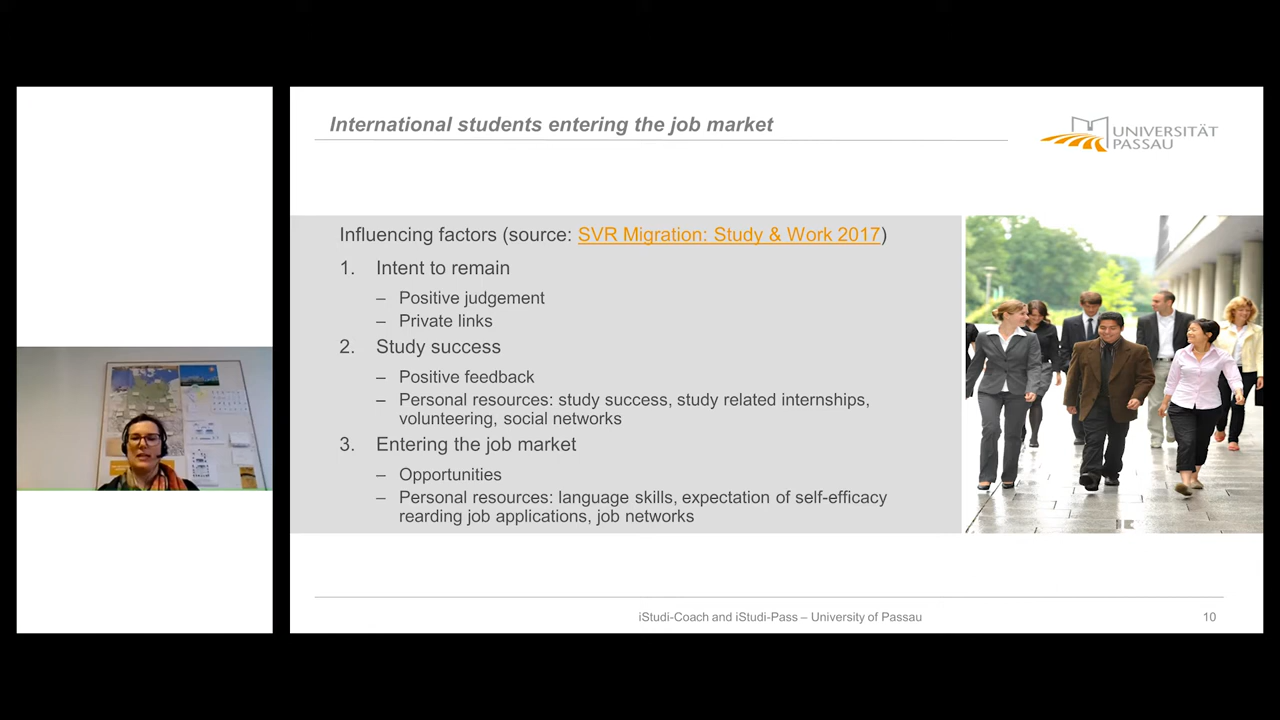 International students entering the job market
UNIVERSITÄT
PASSAU
Influencing factors (source: SVR Migration: Study & Work 2017)
1. Intent to remain
– Positive judgement
– Private links
2. Study success
– Positive feedback
– Personal resources: study success, study related internships,
volunteering, social networks
3. Entering the job market
– Opportunities
– Personal resources: language skills, expectation of self-efficacy
rearding job applications, job networks
iStudi-Coach and iStudi-Pass – University of Passau
10